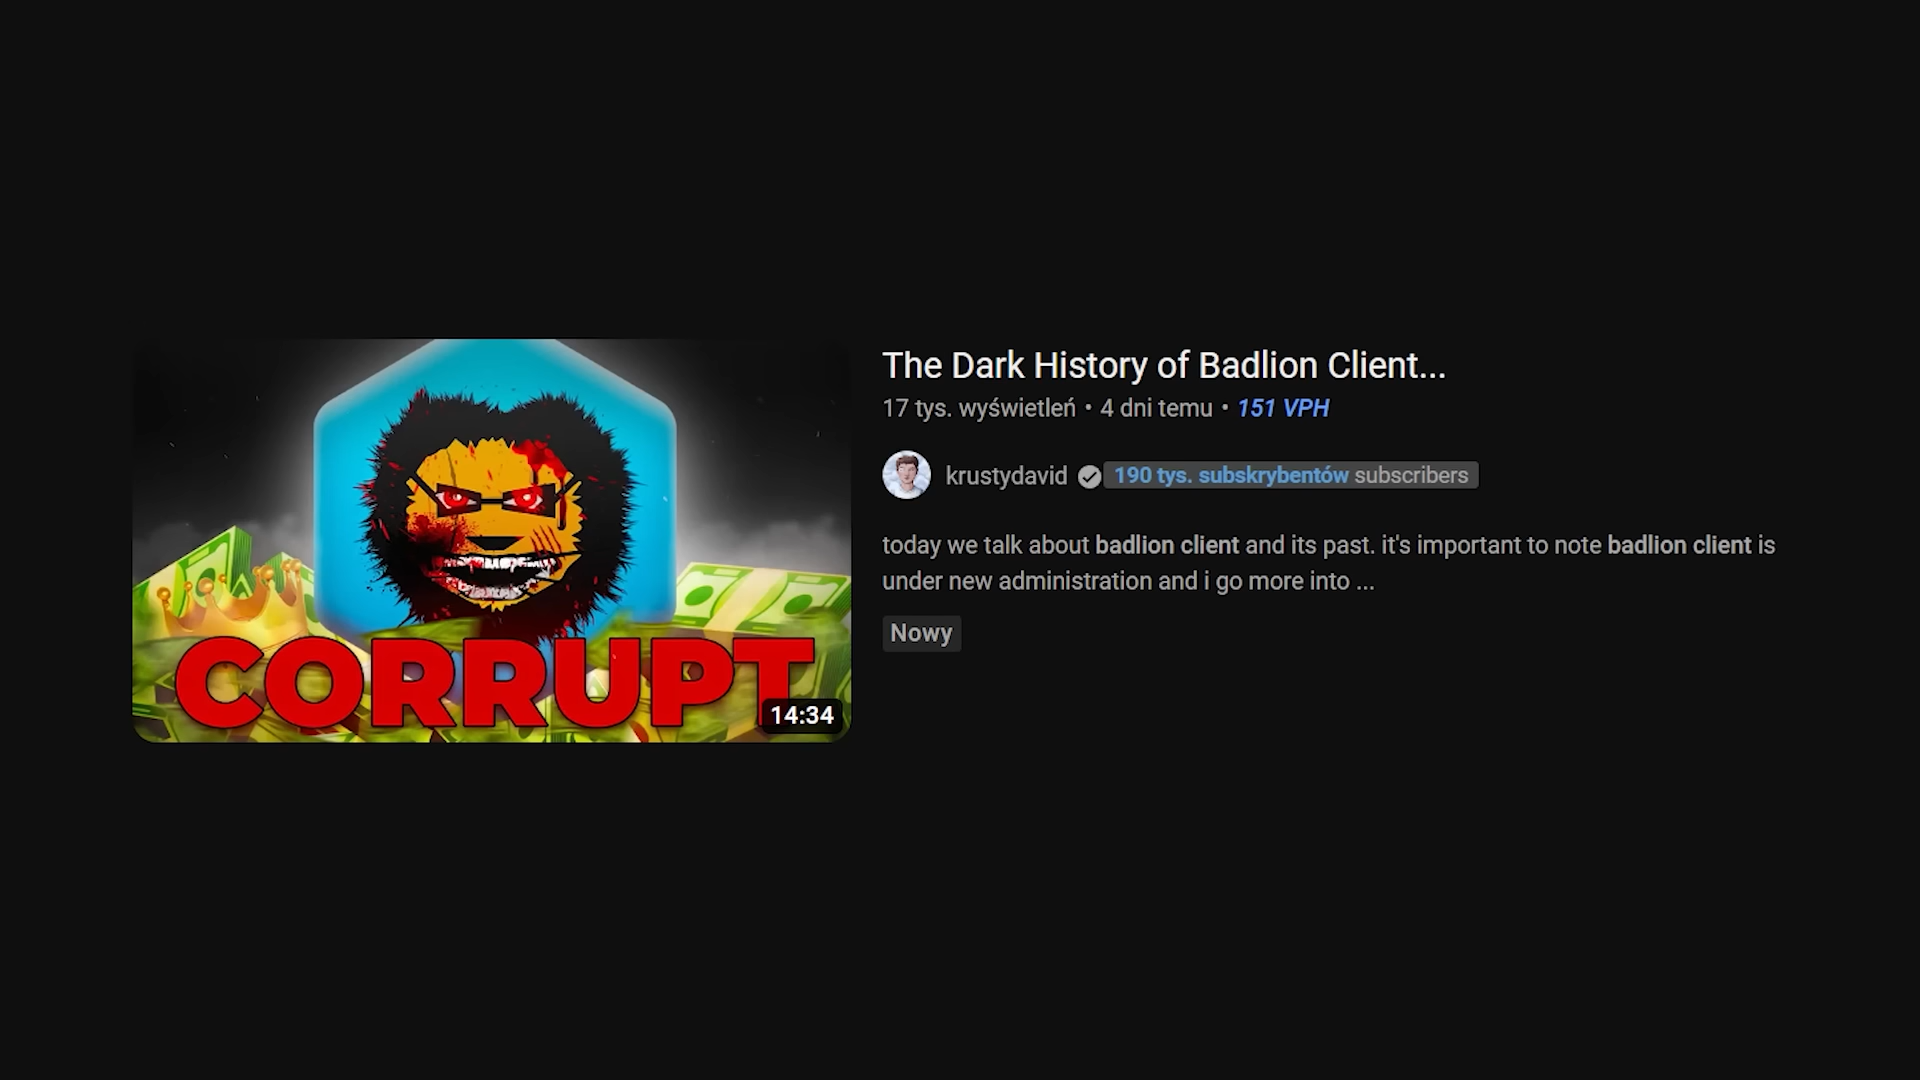 The Dark History of Badlion Client...
17 tys. wyświetleń • 4 dni temu • 151 VPH
krustydavid 190 tys. subskrybentów subscribers
today we talk about badlion client and its past. it's important to note badlion client is
under new administration and i go more into ...
Nowy
CORRUPT
14:34